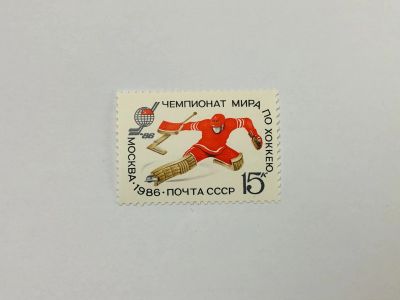 ЧЕМПИОНАТ МИРА ПО ХОККЕЮ,
МОСКВА·1986·ПОЧТА СССР
'86
15к